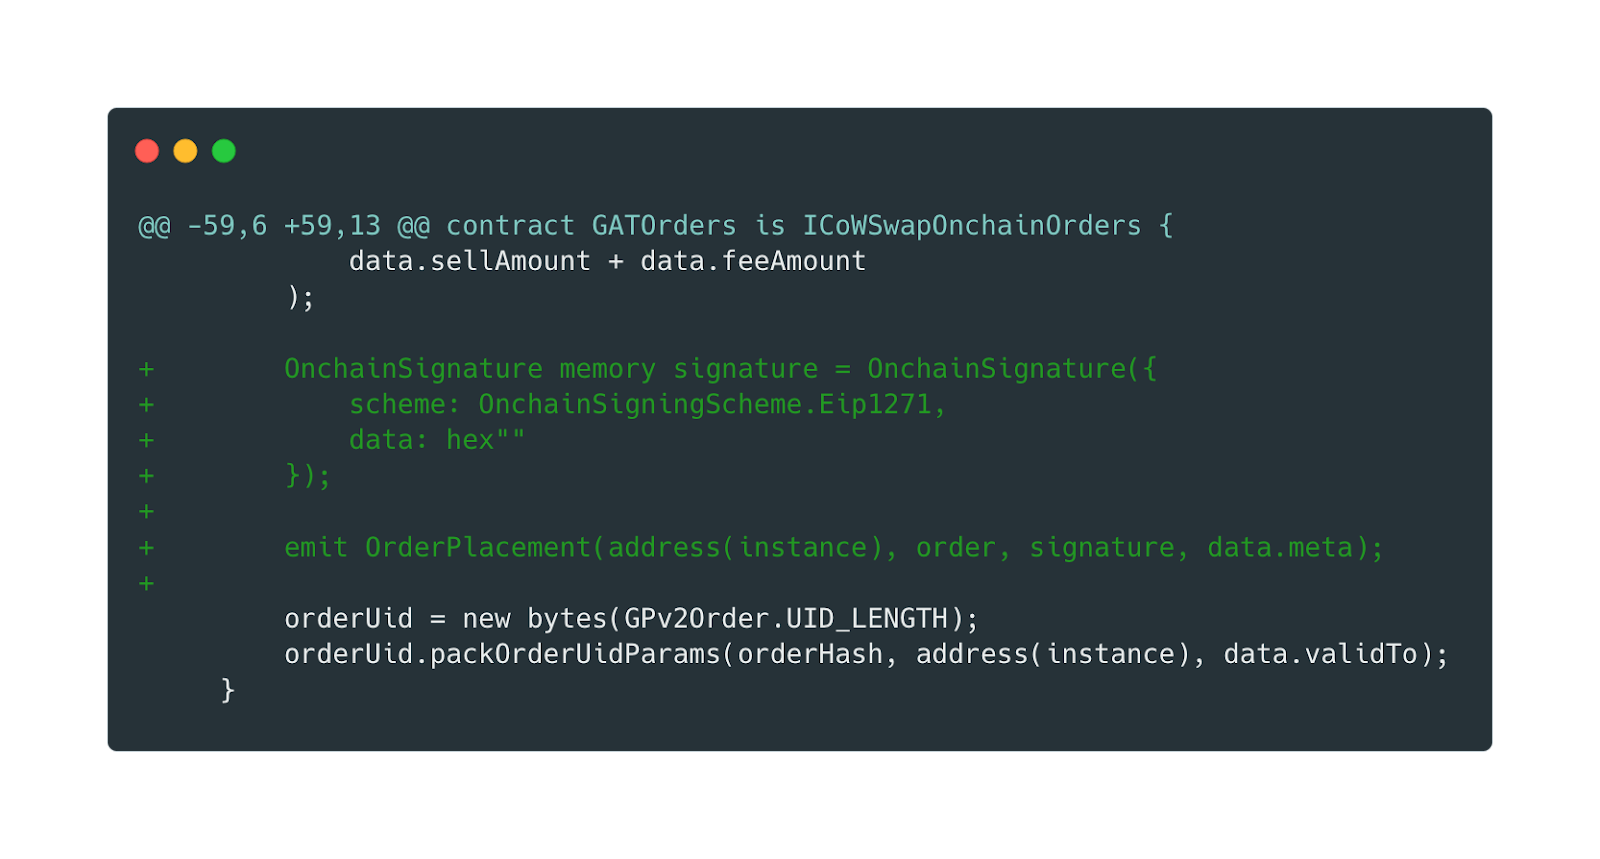 @@ -59,6 +59,13 @@ contract GATOrders is ICoWSwapOnchainOrders {
             data.sellAmount + data.feeAmount
         );

+        OnchainSignature memory signature = OnchainSignature({
+            scheme: OnchainSigningScheme.Eip1271,
+            data: hex""
+        });
+
+        emit OrderPlacement(address(instance), order, signature, data.meta);
+
         orderUid = new bytes(GPv2Order.UID_LENGTH);
         orderUid.packOrderUidParams(orderHash, address(instance), data.validTo);
     }